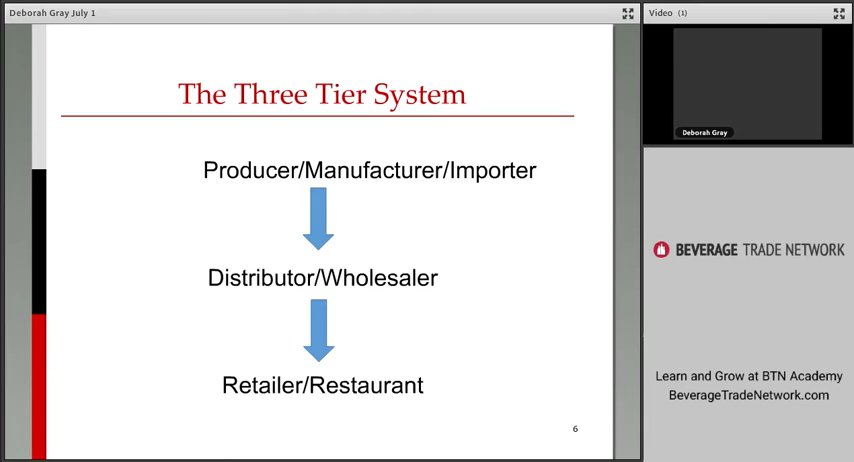 Deborah Gray July 1
Video (1)
The Three Tier System
Producer/Manufacturer/Importer
Distributor/Wholesaler
Retailer/Restaurant
6
Deborah Gray
BEVERAGE TRADE NETWORK
Learn and Grow at BTN Academy
BeverageTradeNetwork.com